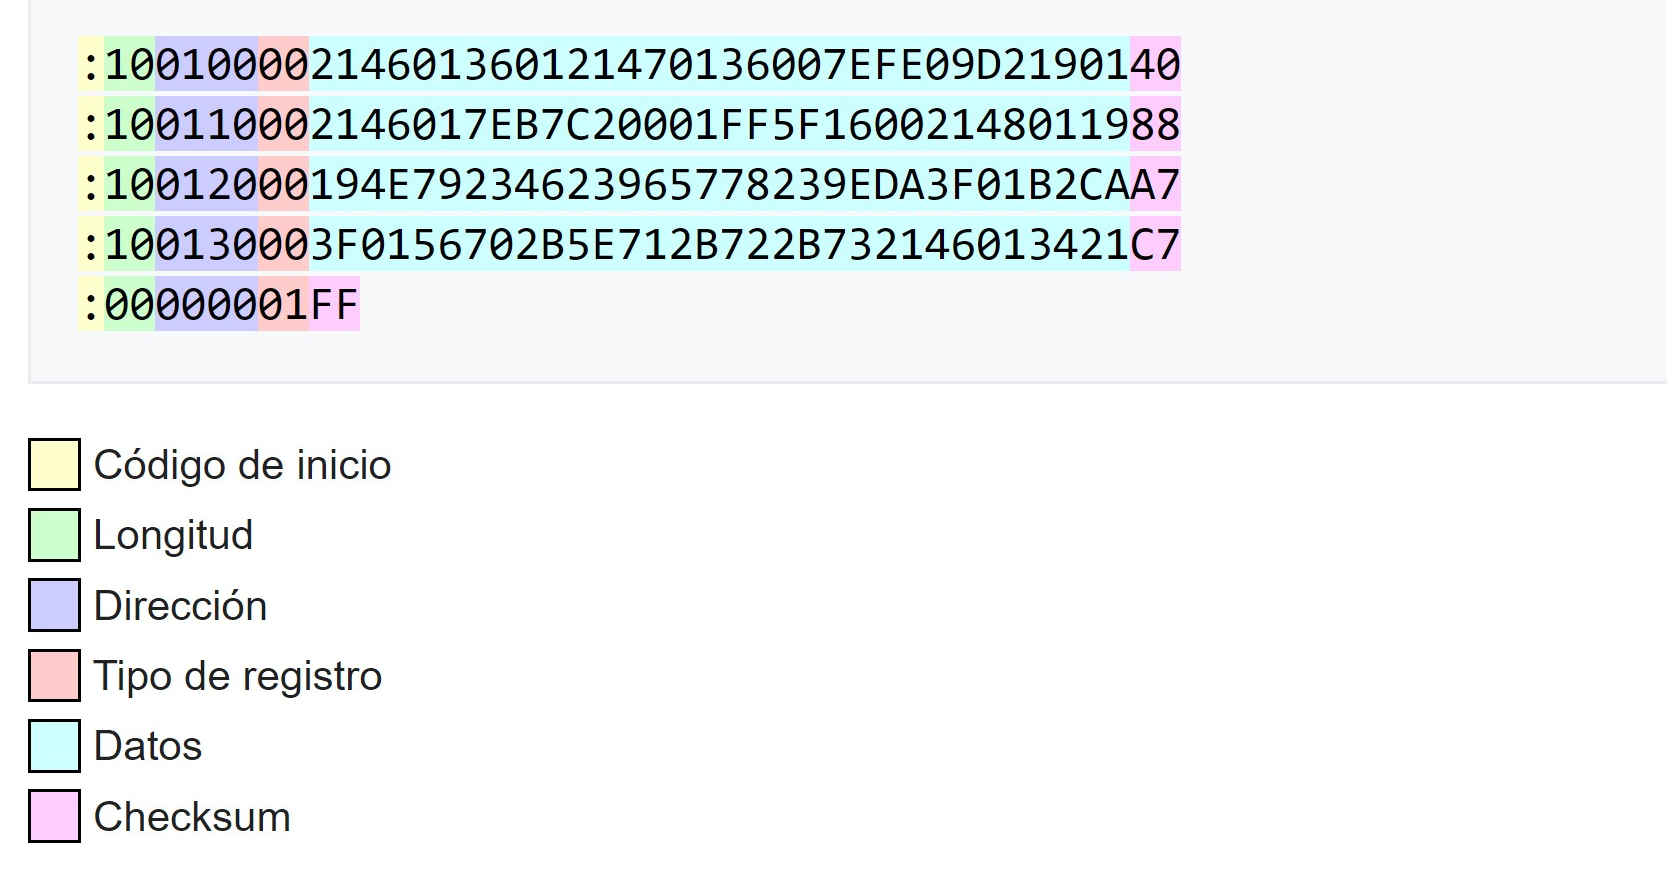 :10010000214601360121470136007EFE09D2190140
:100110002146017EB7C20001FF5F16002148011988
:10012000194E79234623965778239EDA3F01B2CAA7
:100130003F0156702B5E712B722B732146013421C7
:00000001FF
Código de inicio
Longitud
Dirección
Tipo de registro
Datos
Checksum